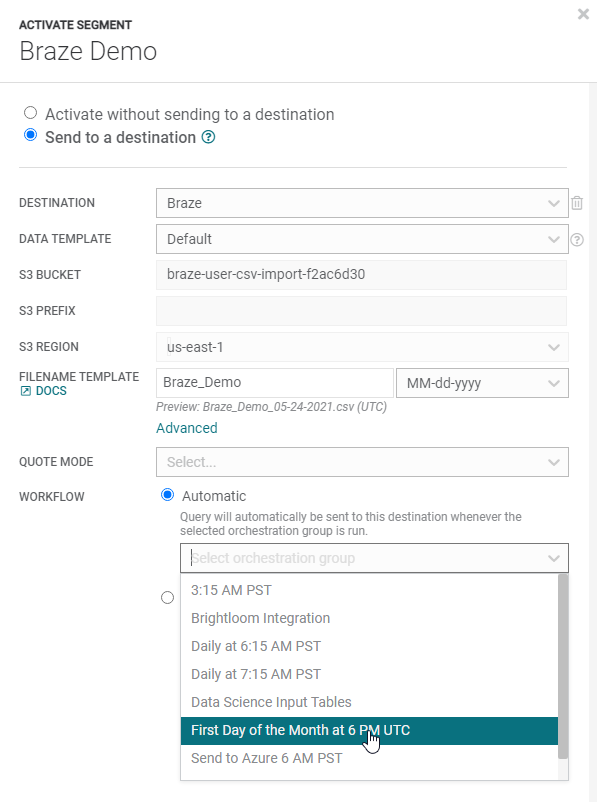 ACTIVATE SEGMENT
Braze Demo
Activate without sending to a destination
Send to a destination ?
DESTINATION Braze
DATA TEMPLATE Default ?
S3 BUCKET braze-user-csv-import-f2ac6d30
S3 PREFIX
S3 REGION us-east-1
FILENAME TEMPLATE Braze_Demo MM-dd-yyyy
DOCS
Preview: Braze_Demo_05-24-2021.csv (UTC)
Advanced
QUOTE MODE Select...
WORKFLOW Automatic
Query will automatically be sent to this destination whenever the
selected orchestration group is run.
Select orchestration group
3:15 AM PST
Brightloom Integration
Daily at 6:15 AM PST
Daily at 7:15 AM PST
Data Science Input Tables
First Day of the Month at 6 PM UTC
Send to Azure 6 AM PST